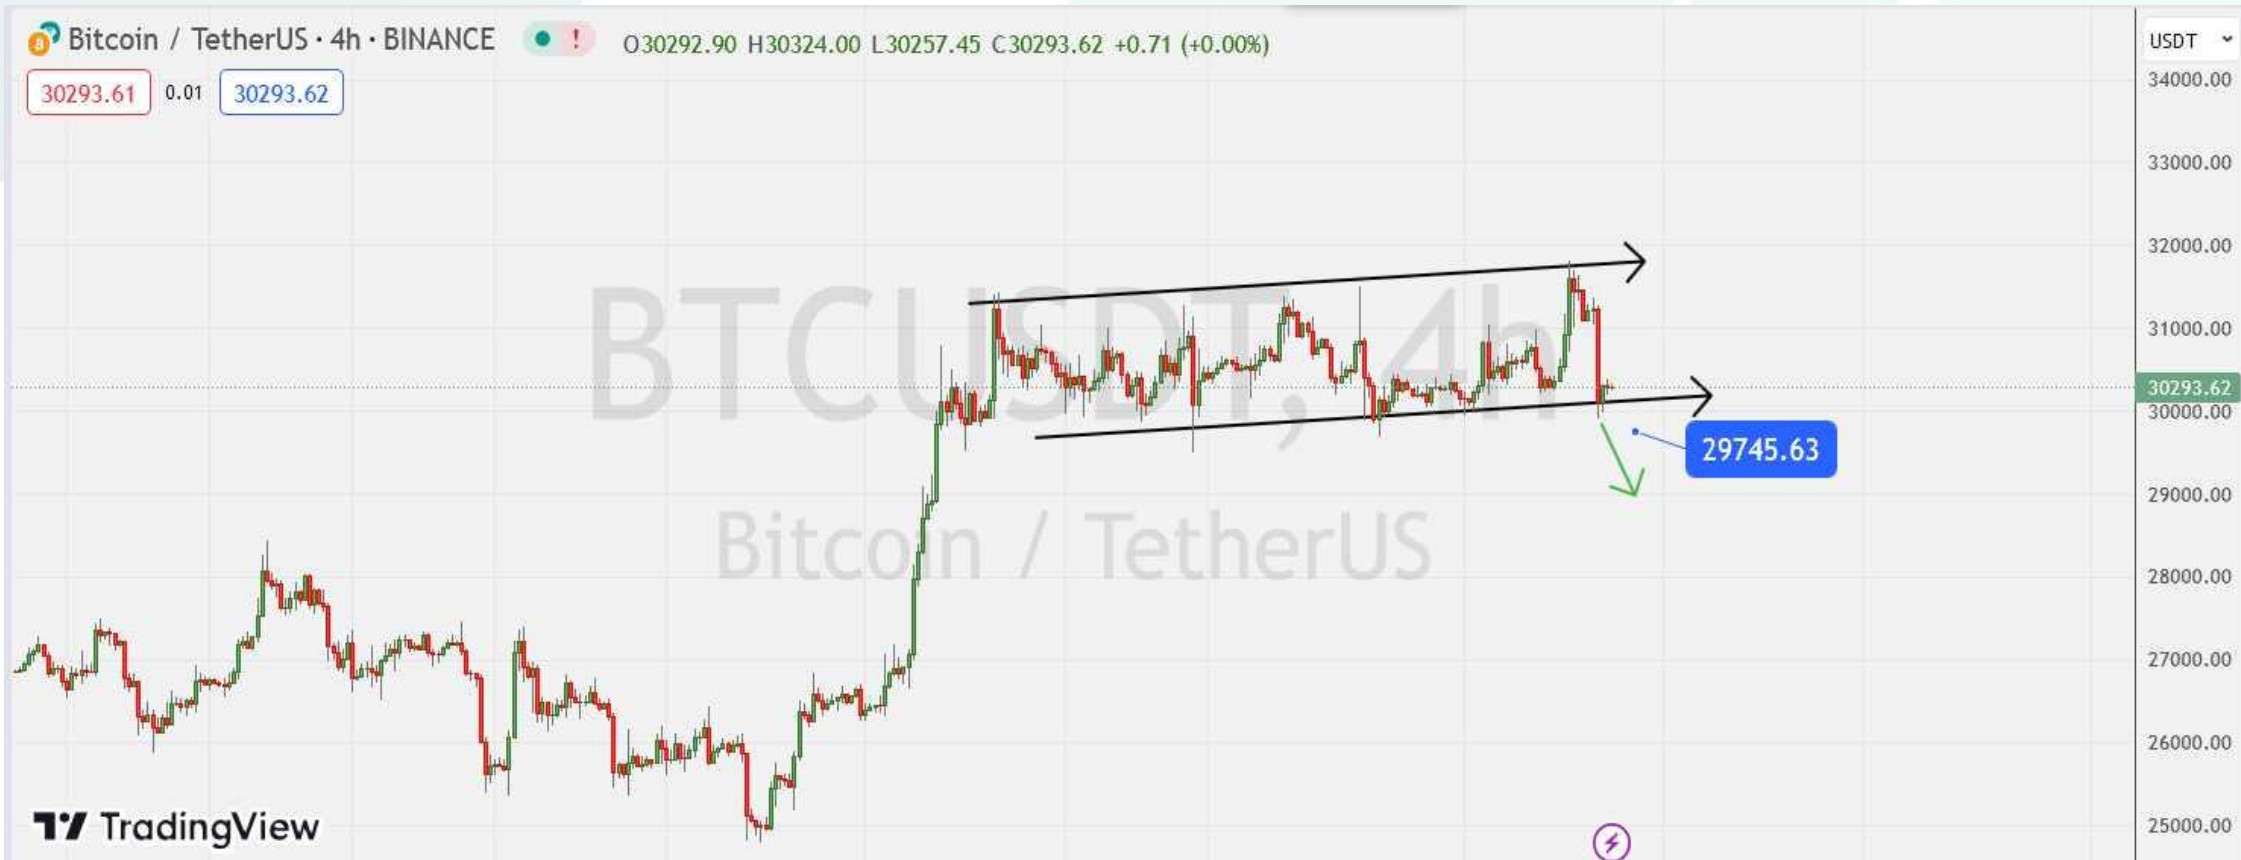 Bitcoin / TetherUS · 4h · BINANCE ! O30292.90 H30324.00 L30257.45 C30293.62 +0.71 (+0.00%)
USDT
30293.61 0.01 30293.62
34000.00
33000.00
32000.00
31000.00
30293.62
30000.00
29000.00
28000.00
27000.00
26000.00
25000.00
BTCUSDT, 4h
Bitcoin / TetherUS
29745.63
TradingView